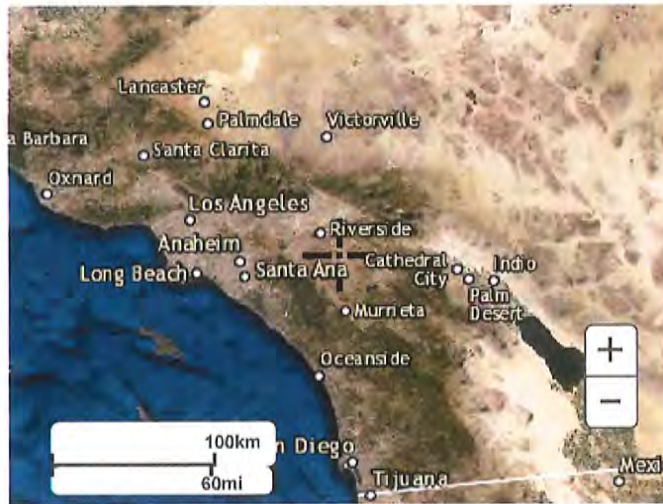 Lancaster
Palmdale
Victorville
a Barbara
Santa Clarita
Oxnard
Los Angeles
Riverside
Anaheim
Cathedral
City
Indio
Long Beach
Santa Ana
Palm
Desert
Murrieta
+
Oceanside
−
100km
n Diego
60mi
Tijuana
Mexi